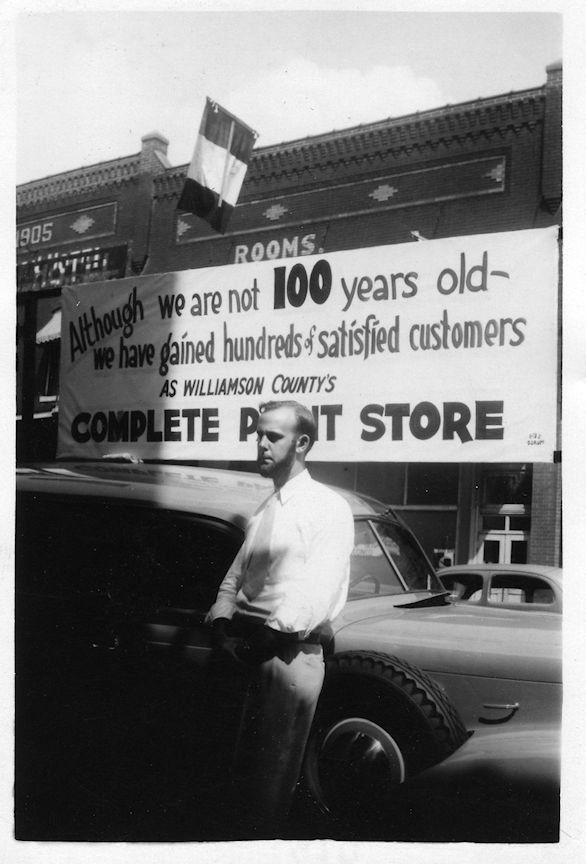 1905
ROOMS.
Although we are not 100 years old-
we have gained hundreds of satisfied customers
AS WILLIAMSON COUNTY'S
COMPLETE PAINT STORE